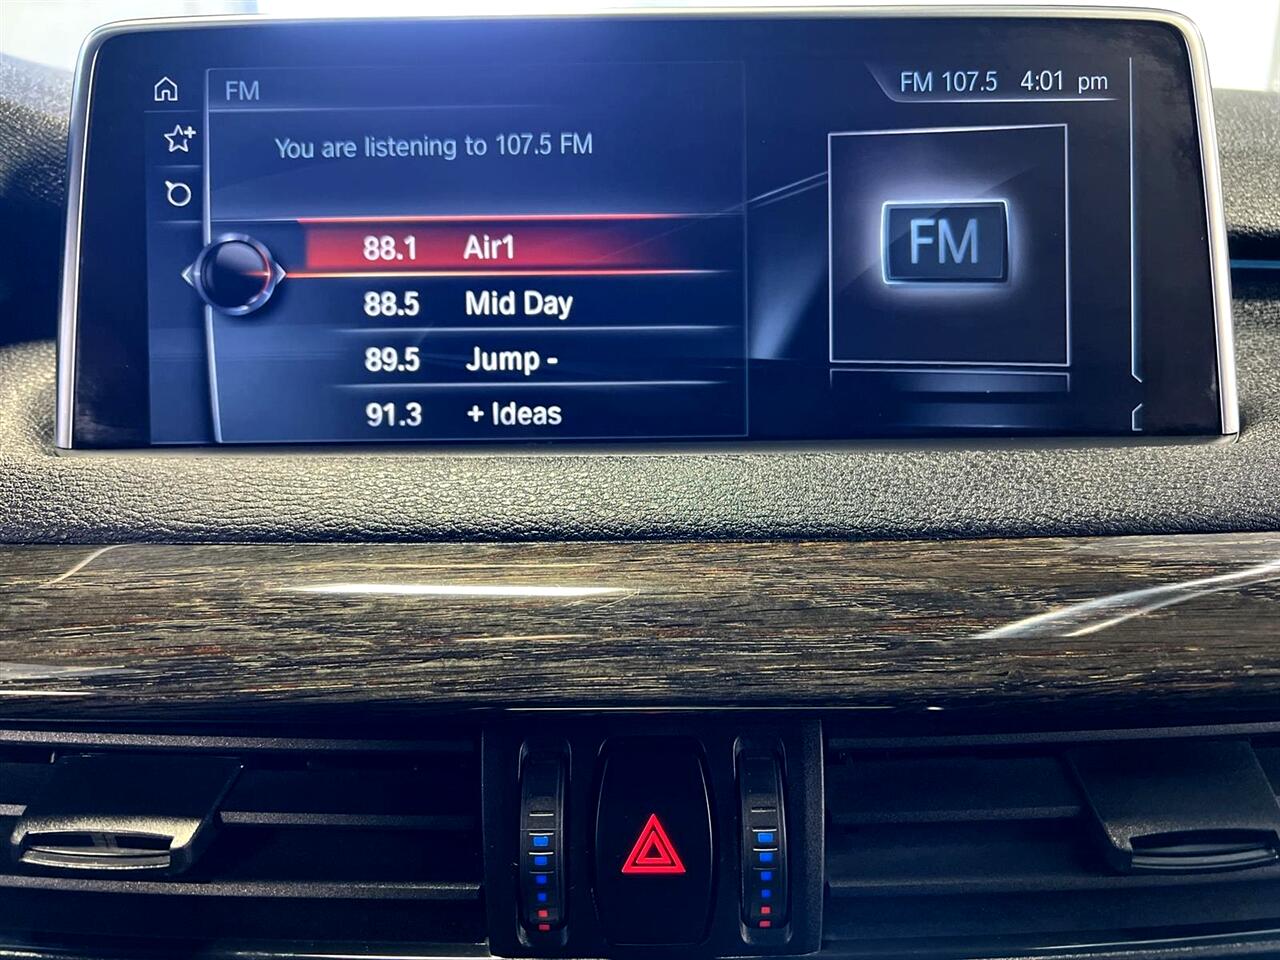 FM
FM 107.5 4:01 pm
You are listening to 107.5 FM
88.1 Air1
88.5 Mid Day
89.5 Jump -
91.3 + Ideas
FM